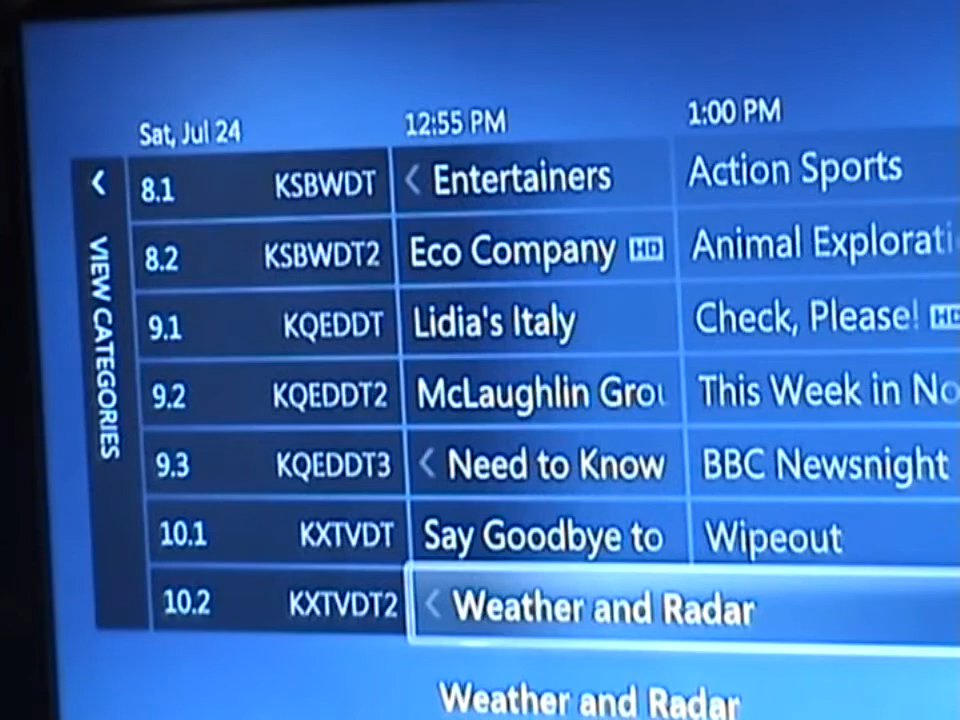 Sat, Jul 24 12:55 PM 1:00 PM
VIEW CATEGORIES
8.1 KSBWDT Entertainers Action Sports
8.2 KSBWDT2 Eco Company HD Animal Explorati
9.1 KQEDDT Lidia's Italy Check, Please! HD
9.2 KQEDDT2 McLaughlin Grou This Week in No
9.3 KQEDDT3 Need to Know BBC Newsnight
10.1 KXTVDT Say Goodbye to Wipeout
10.2 KXTVDT2 Weather and Radar
Weather and Radar